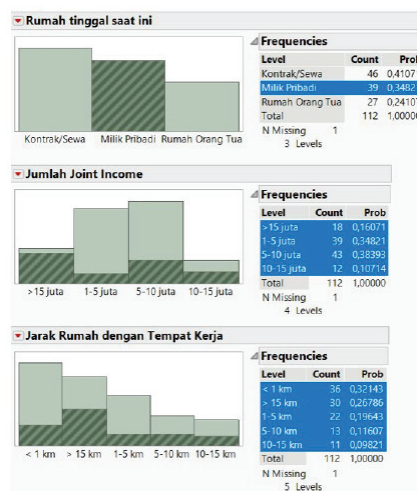 Rumah tinggal saat ini
Frequencies
Level Count Prob
Kontrak/Sewa 46 0,41071
Milik Pribadi 39 0,34821
Rumah Orang Tua 27 0,24107
Total 112 1,00000
N Missing 1
3 Levels
Kontrak/Sewa Milik Pribadi Rumah Orang Tua
Jumlah Joint Income
Frequencies
Level Count Prob
>15 juta 18 0,16071
1-5 juta 39 0,34821
5-10 juta 43 0,38393
10-15 juta 12 0,10714
Total 112 1,00000
N Missing 1
4 Levels
>15 juta 1-5 juta 5-10 juta 10-15 juta
Jarak Rumah dengan Tempat Kerja
Frequencies
Level Count Prob
< 1 km 36 0,32143
> 15 km 30 0,26786
1-5 km 22 0,19643
5-10 km 13 0,11607
10-15 km 11 0,09821
Total 112 1,00000
N Missing 1
5 Levels
< 1 km > 15 km 1-5 km 5-10 km 10-15 km